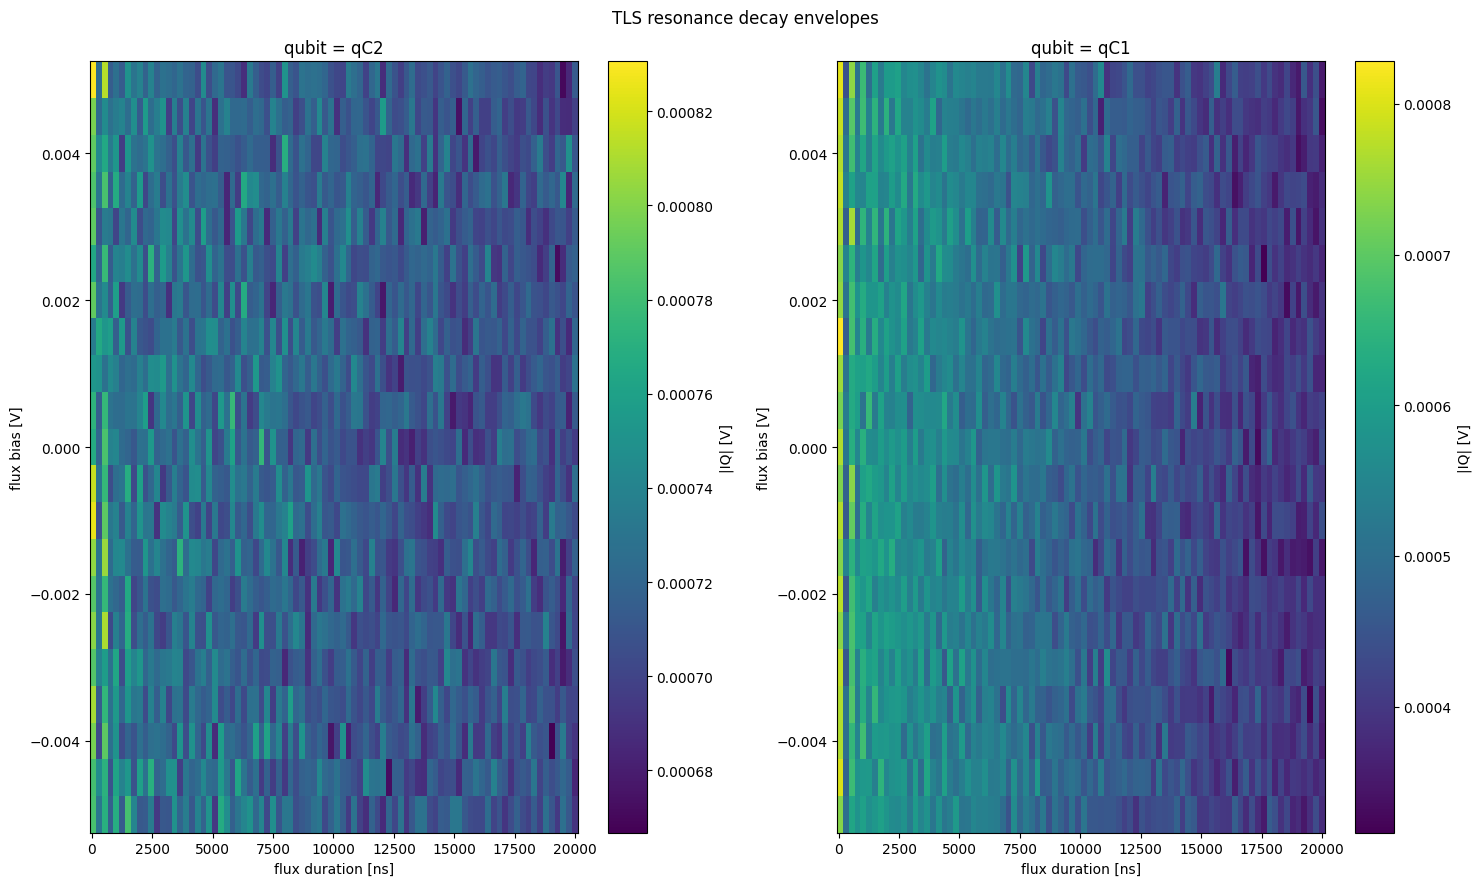 TLS resonance decay envelopes
qubit = qC2
0.004
0.002
0.000
−0.002
−0.004
flux bias [V]
0 2500 5000 7500 10000 12500 15000 17500 20000
flux duration [ns]
0.00082
0.00080
0.00078
0.00076
0.00074
0.00072
0.00070
0.00068
|IQ| [V]
qubit = qC1
0.004
0.002
0.000
−0.002
−0.004
flux bias [V]
0 2500 5000 7500 10000 12500 15000 17500 20000
flux duration [ns]
0.0008
0.0007
0.0006
0.0005
0.0004
|IQ| [V]